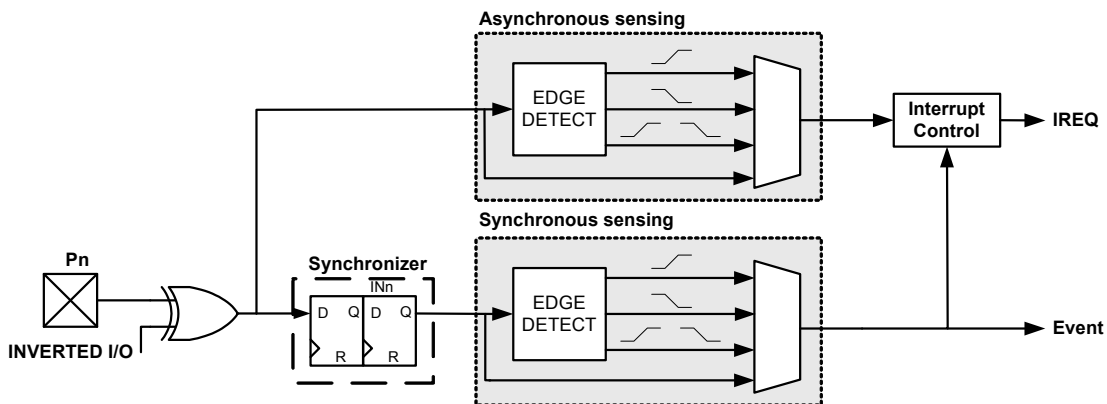 Asynchronous sensing
EDGE
DETECT
Interrupt
Control
IREQ
Synchronous sensing
Pn
Synchronizer
INn
D Q D Q
R R
EDGE
DETECT
INVERTED I/O
Event